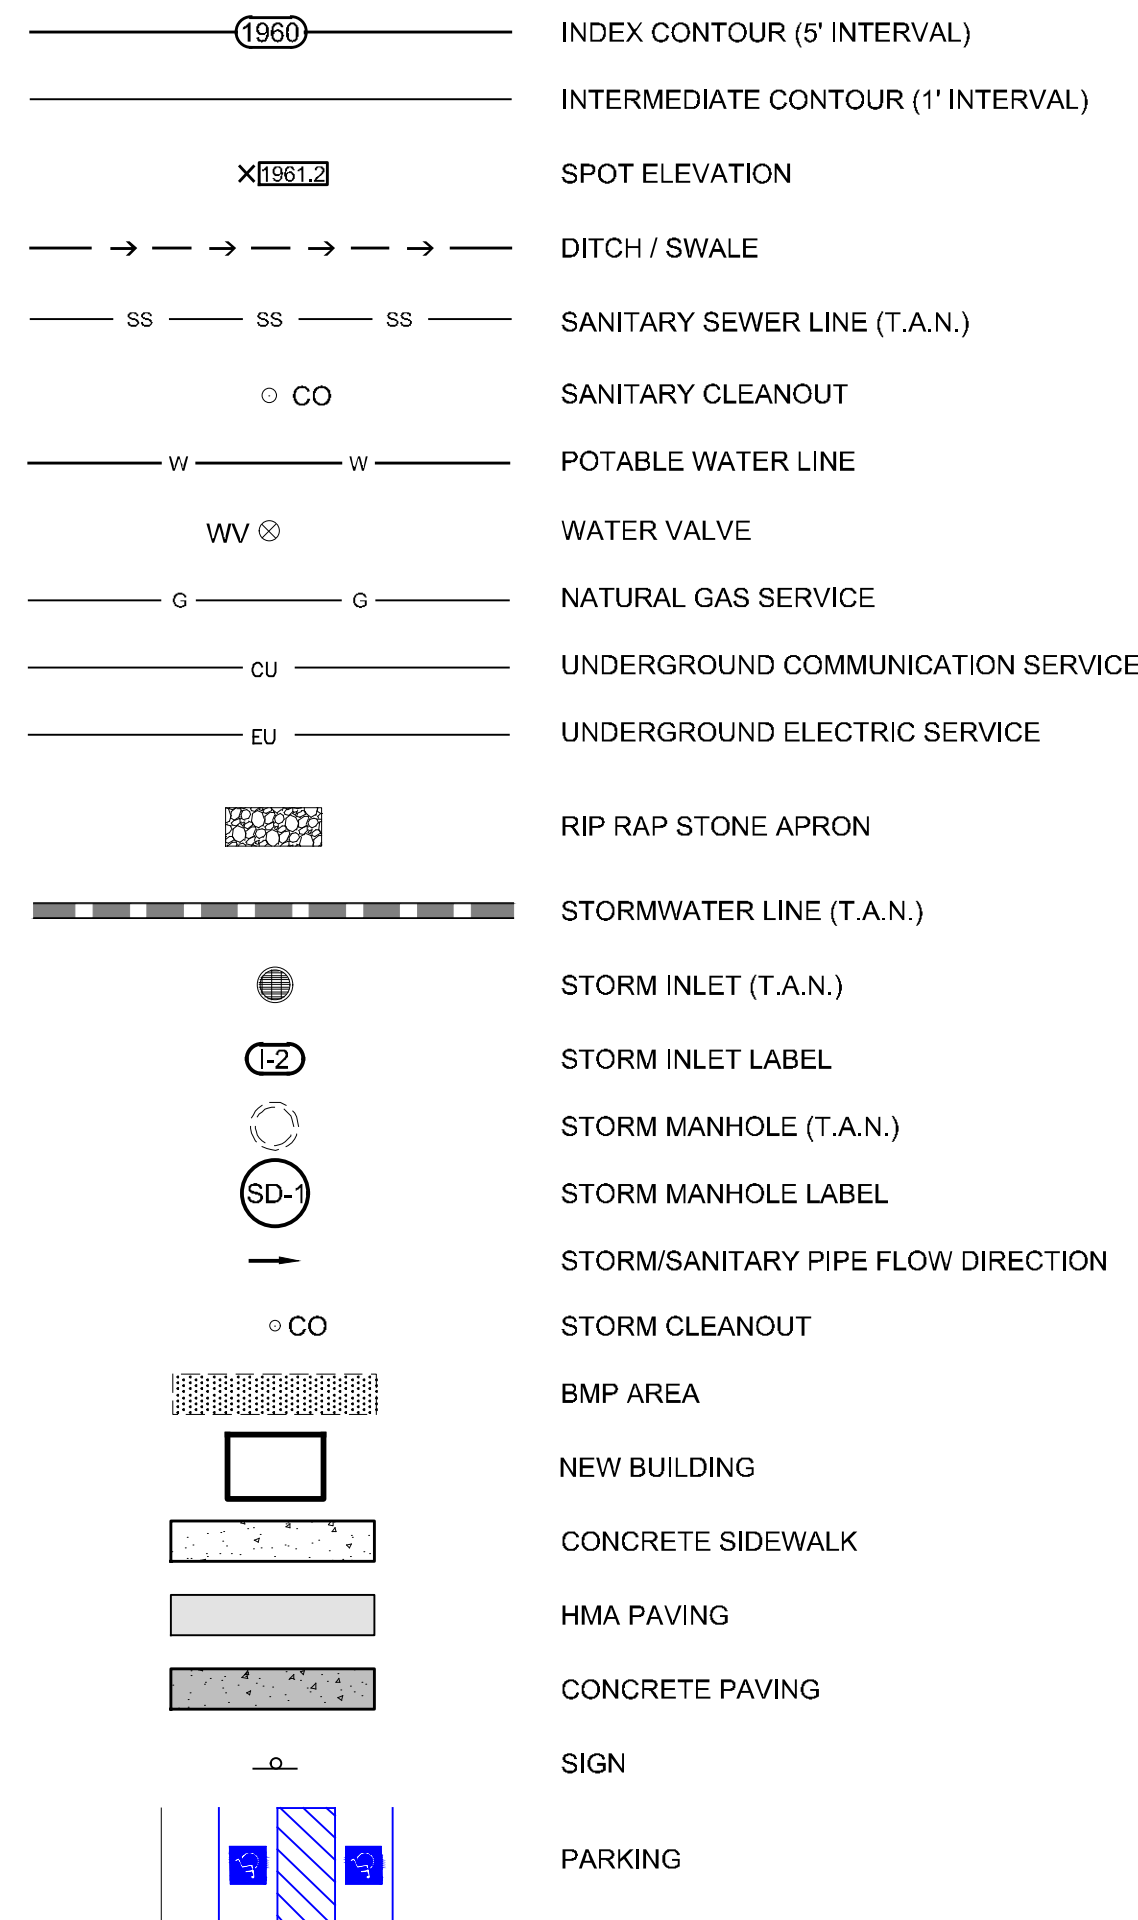 1960 INDEX CONTOUR (5' INTERVAL)
INTERMEDIATE CONTOUR (1' INTERVAL)
1961.2 SPOT ELEVATION
DITCH / SWALE
SS SS SS SANITARY SEWER LINE (T.A.N.)
CO SANITARY CLEANOUT
W W POTABLE WATER LINE
WV WATER VALVE
G G NATURAL GAS SERVICE
CU UNDERGROUND COMMUNICATION SERVICE
EU UNDERGROUND ELECTRIC SERVICE
RIP RAP STONE APRON
STORMWATER LINE (T.A.N.)
STORM INLET (T.A.N.)
I-2 STORM INLET LABEL
STORM MANHOLE (T.A.N.)
SD-1 STORM MANHOLE LABEL
STORM/SANITARY PIPE FLOW DIRECTION
CO STORM CLEANOUT
BMP AREA
NEW BUILDING
CONCRETE SIDEWALK
HMA PAVING
CONCRETE PAVING
SIGN
PARKING